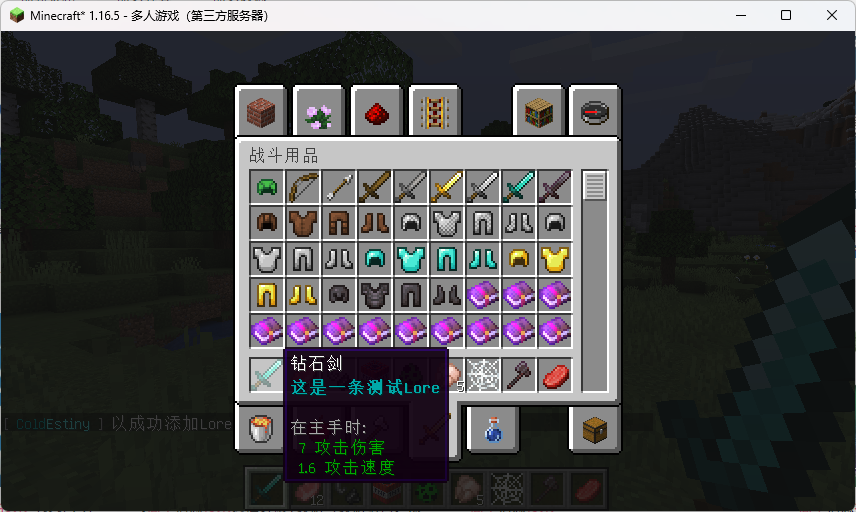 Minecraft* 1.16.5 - 多人游戏（第三方服务器）
战斗用品
5
钻石剑
这是一条测试Lore
[ ColdEstiny ] 以成功添加Lore
在主手时:
7 攻击伤害
1.6 攻击速度
12
5